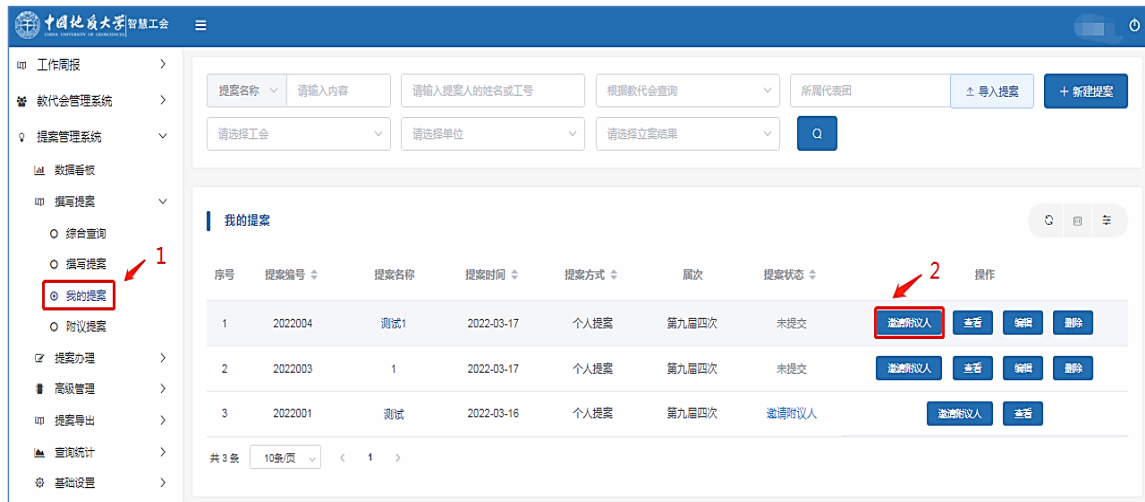 中国地质大学 智慧工会
CHINA UNIVERSITY OF GEOSCIENCES
工作周报
教代会管理系统
提案管理系统
数据看板
撰写提案
综合查询
撰写提案
我的提案
附议提案
提案办理
高级管理
提案导出
查询统计
基础设置
1
提案名称 请输入内容 请输入提案人的姓名或工号 根据教代会查询 所属代表团 导入提案 + 新建提案
请选择工会 请选择单位 请选择立案结果
我的提案
2
序号 提案编号 提案名称 提案时间 提案方式 届次 提案状态 操作
1 2022004 测试1 2022-03-17 个人提案 第九届四次 未提交 邀请附议人 查看 编辑 删除
2 2022003 1 2022-03-17 个人提案 第九届四次 未提交 邀请附议人 查看 编辑 删除
3 2022001 测试 2022-03-16 个人提案 第九届四次 邀请附议人 邀请附议人 查看
共 3 条 10条/页 < 1 >